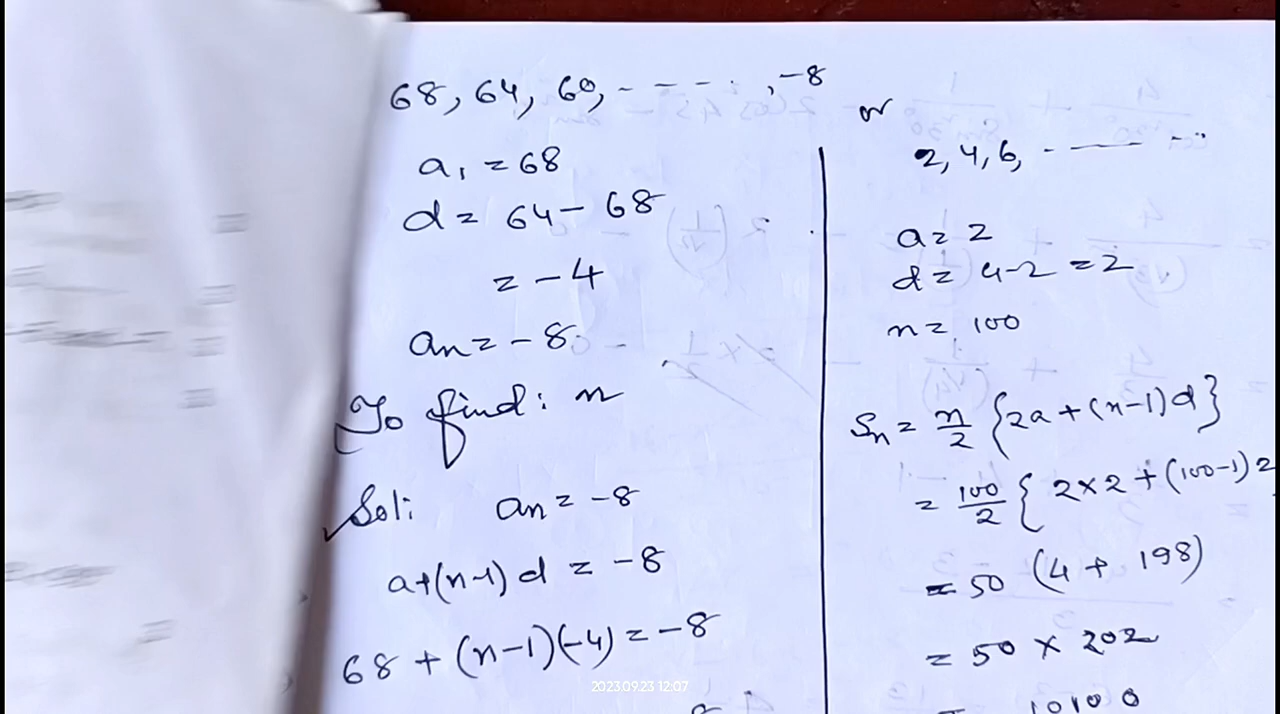 68, 64, 60, - - - - - , -8
a₁ = 68
d = 64 - 68
= -4
an = -8
To find: n
Sol: an = -8
a+(n-1) d = -8
68 + (n-1)(-4) = -8
or
2, 4, 6, - — —
a = 2
d = 4-2 = 2
n = 100
Sn = n/2 {2a + (n-1) d}
= 100/2 { 2×2 + (100-1) 2
= 50 (4 + 198)
= 50 × 202
= 10100
2023.09.23 12:07